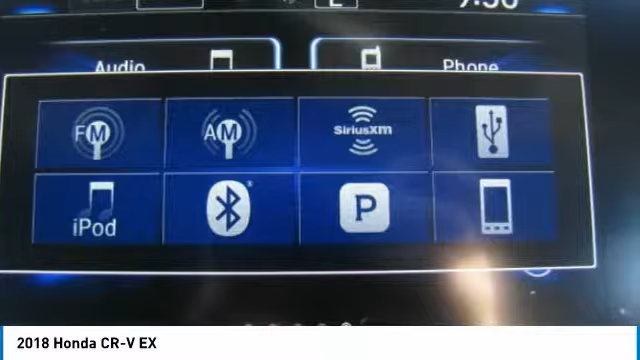 Audio
Phone
FM
AM
SiriusXM
iPod
P
2018 Honda CR-V EX